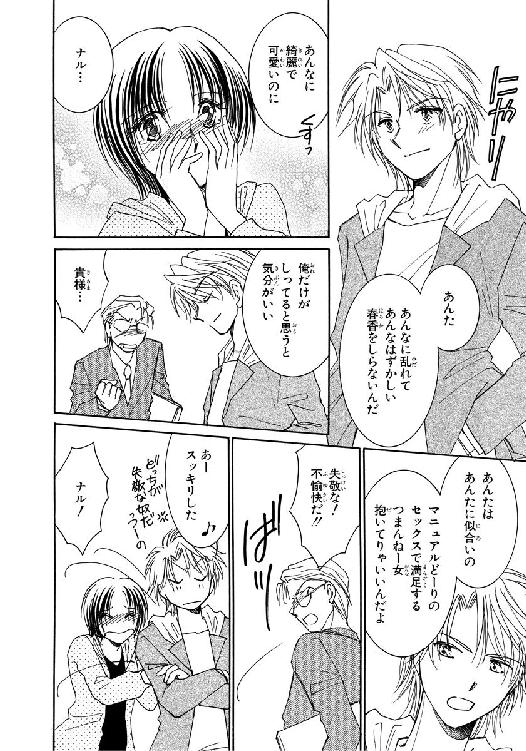 にやり
あんた
あんなに乱れて
あんなはずかしい
春香をしらないんだ
あんなに
綺麗で
可愛いのに
くすっ
ナル…
俺だけが
しってると思うと
気分がいい
貴様…
あんたは
あんたに似合いの
マニュアルどーりの
セックスで満足する
つまんねー女
抱いてりゃいいんだよ
失敬な!
不愉快だ!!
ばっ
あー
スッキリした
♪
どっちが
失敬な奴だ
つーの
ナル!